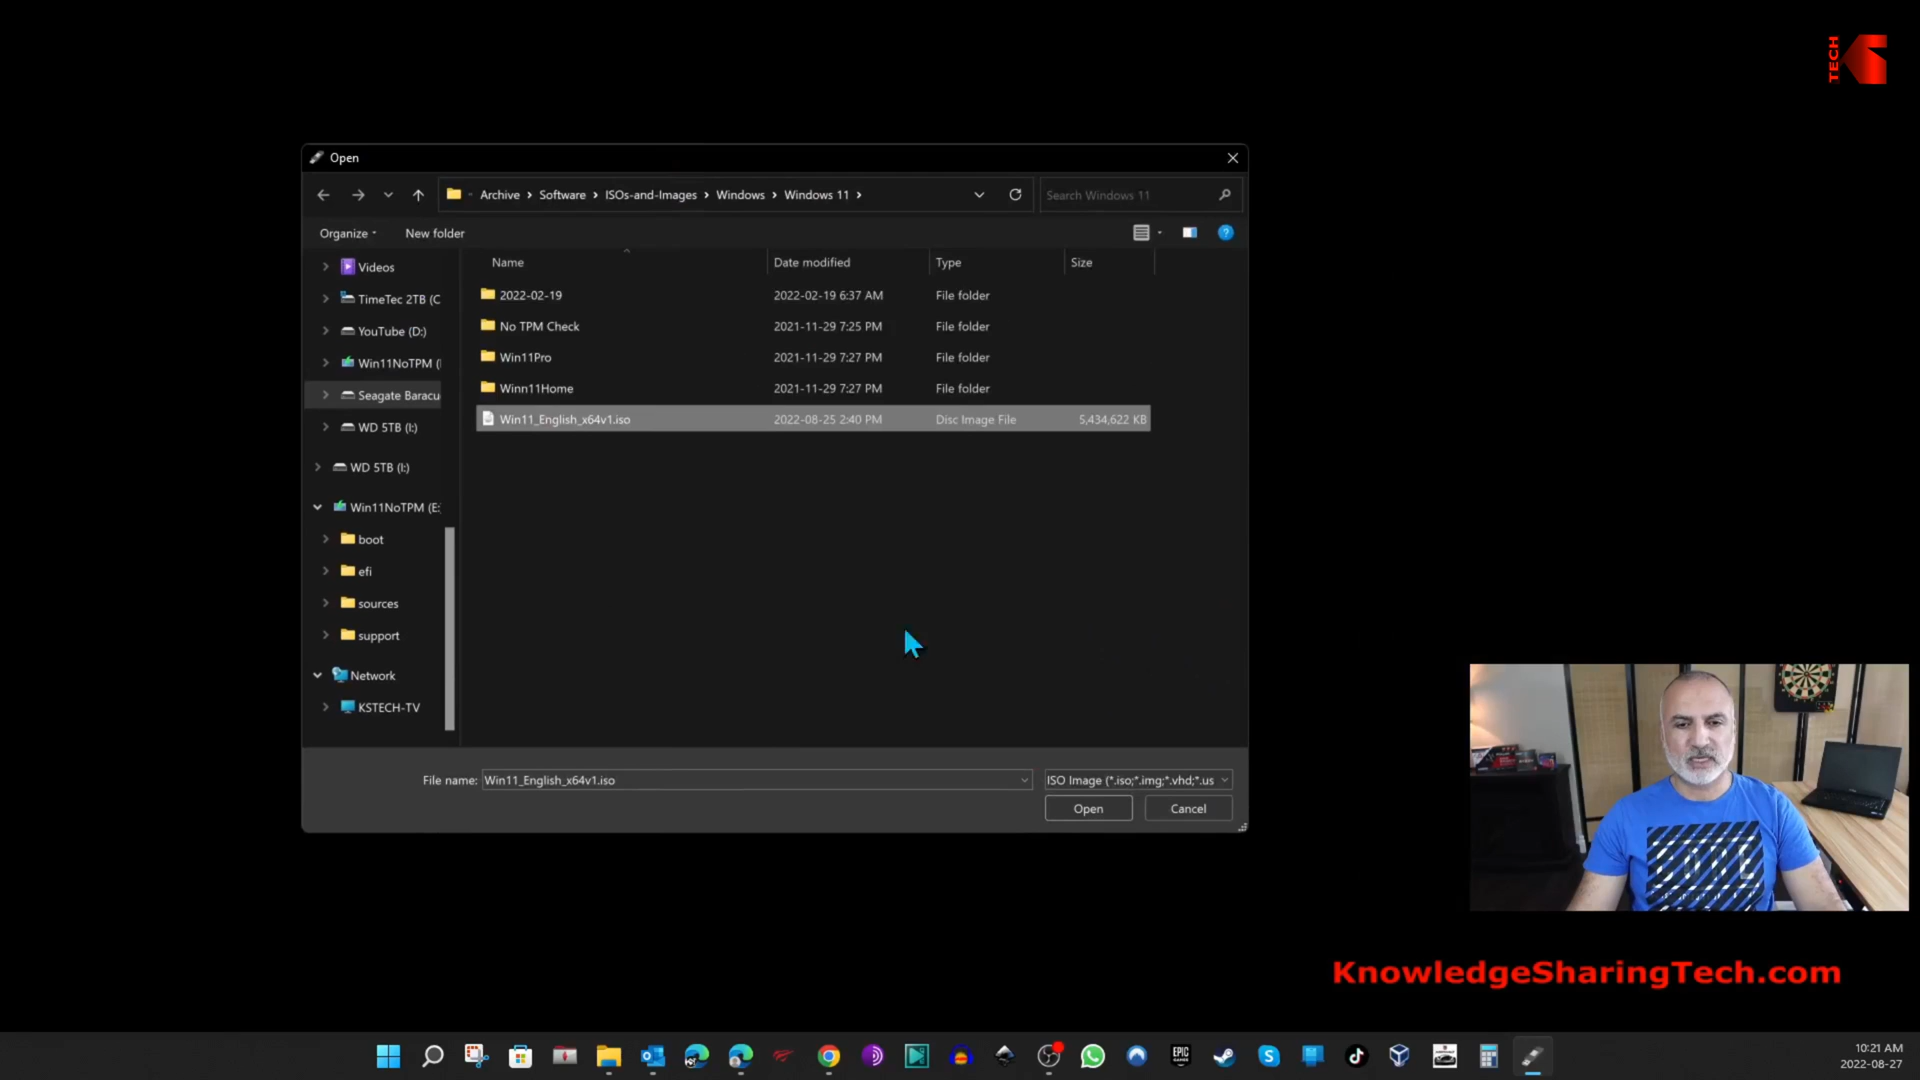 TECH
Open
Archive › Software › ISOs-and-Images › Windows › Windows 11 ›
Search Windows 11
Organize
New folder
Name
Date modified
Type
Size
Videos
TimeTec 2TB (C
YouTube (D:)
Win11NoTPM (
Seagate Baracu
WD 5TB (I:)
WD 5TB (I:)
Win11NoTPM (E:
boot
efi
sources
support
Network
KSTECH-TV
2022-02-19 2022-02-19 6:37 AM File folder
No TPM Check 2021-11-29 7:25 PM File folder
Win11Pro 2021-11-29 7:27 PM File folder
Winn11Home 2021-11-29 7:27 PM File folder
Win11_English_x64v1.iso 2022-08-25 2:40 PM Disc Image File 5,434,622 KB
File name: Win11_English_x64v1.iso
ISO Image (*.iso;*.img;*.vhd;*.us
Open
Cancel
KnowledgeSharingTech.com
EPIC
GAMES
10:21 AM
2022-08-27